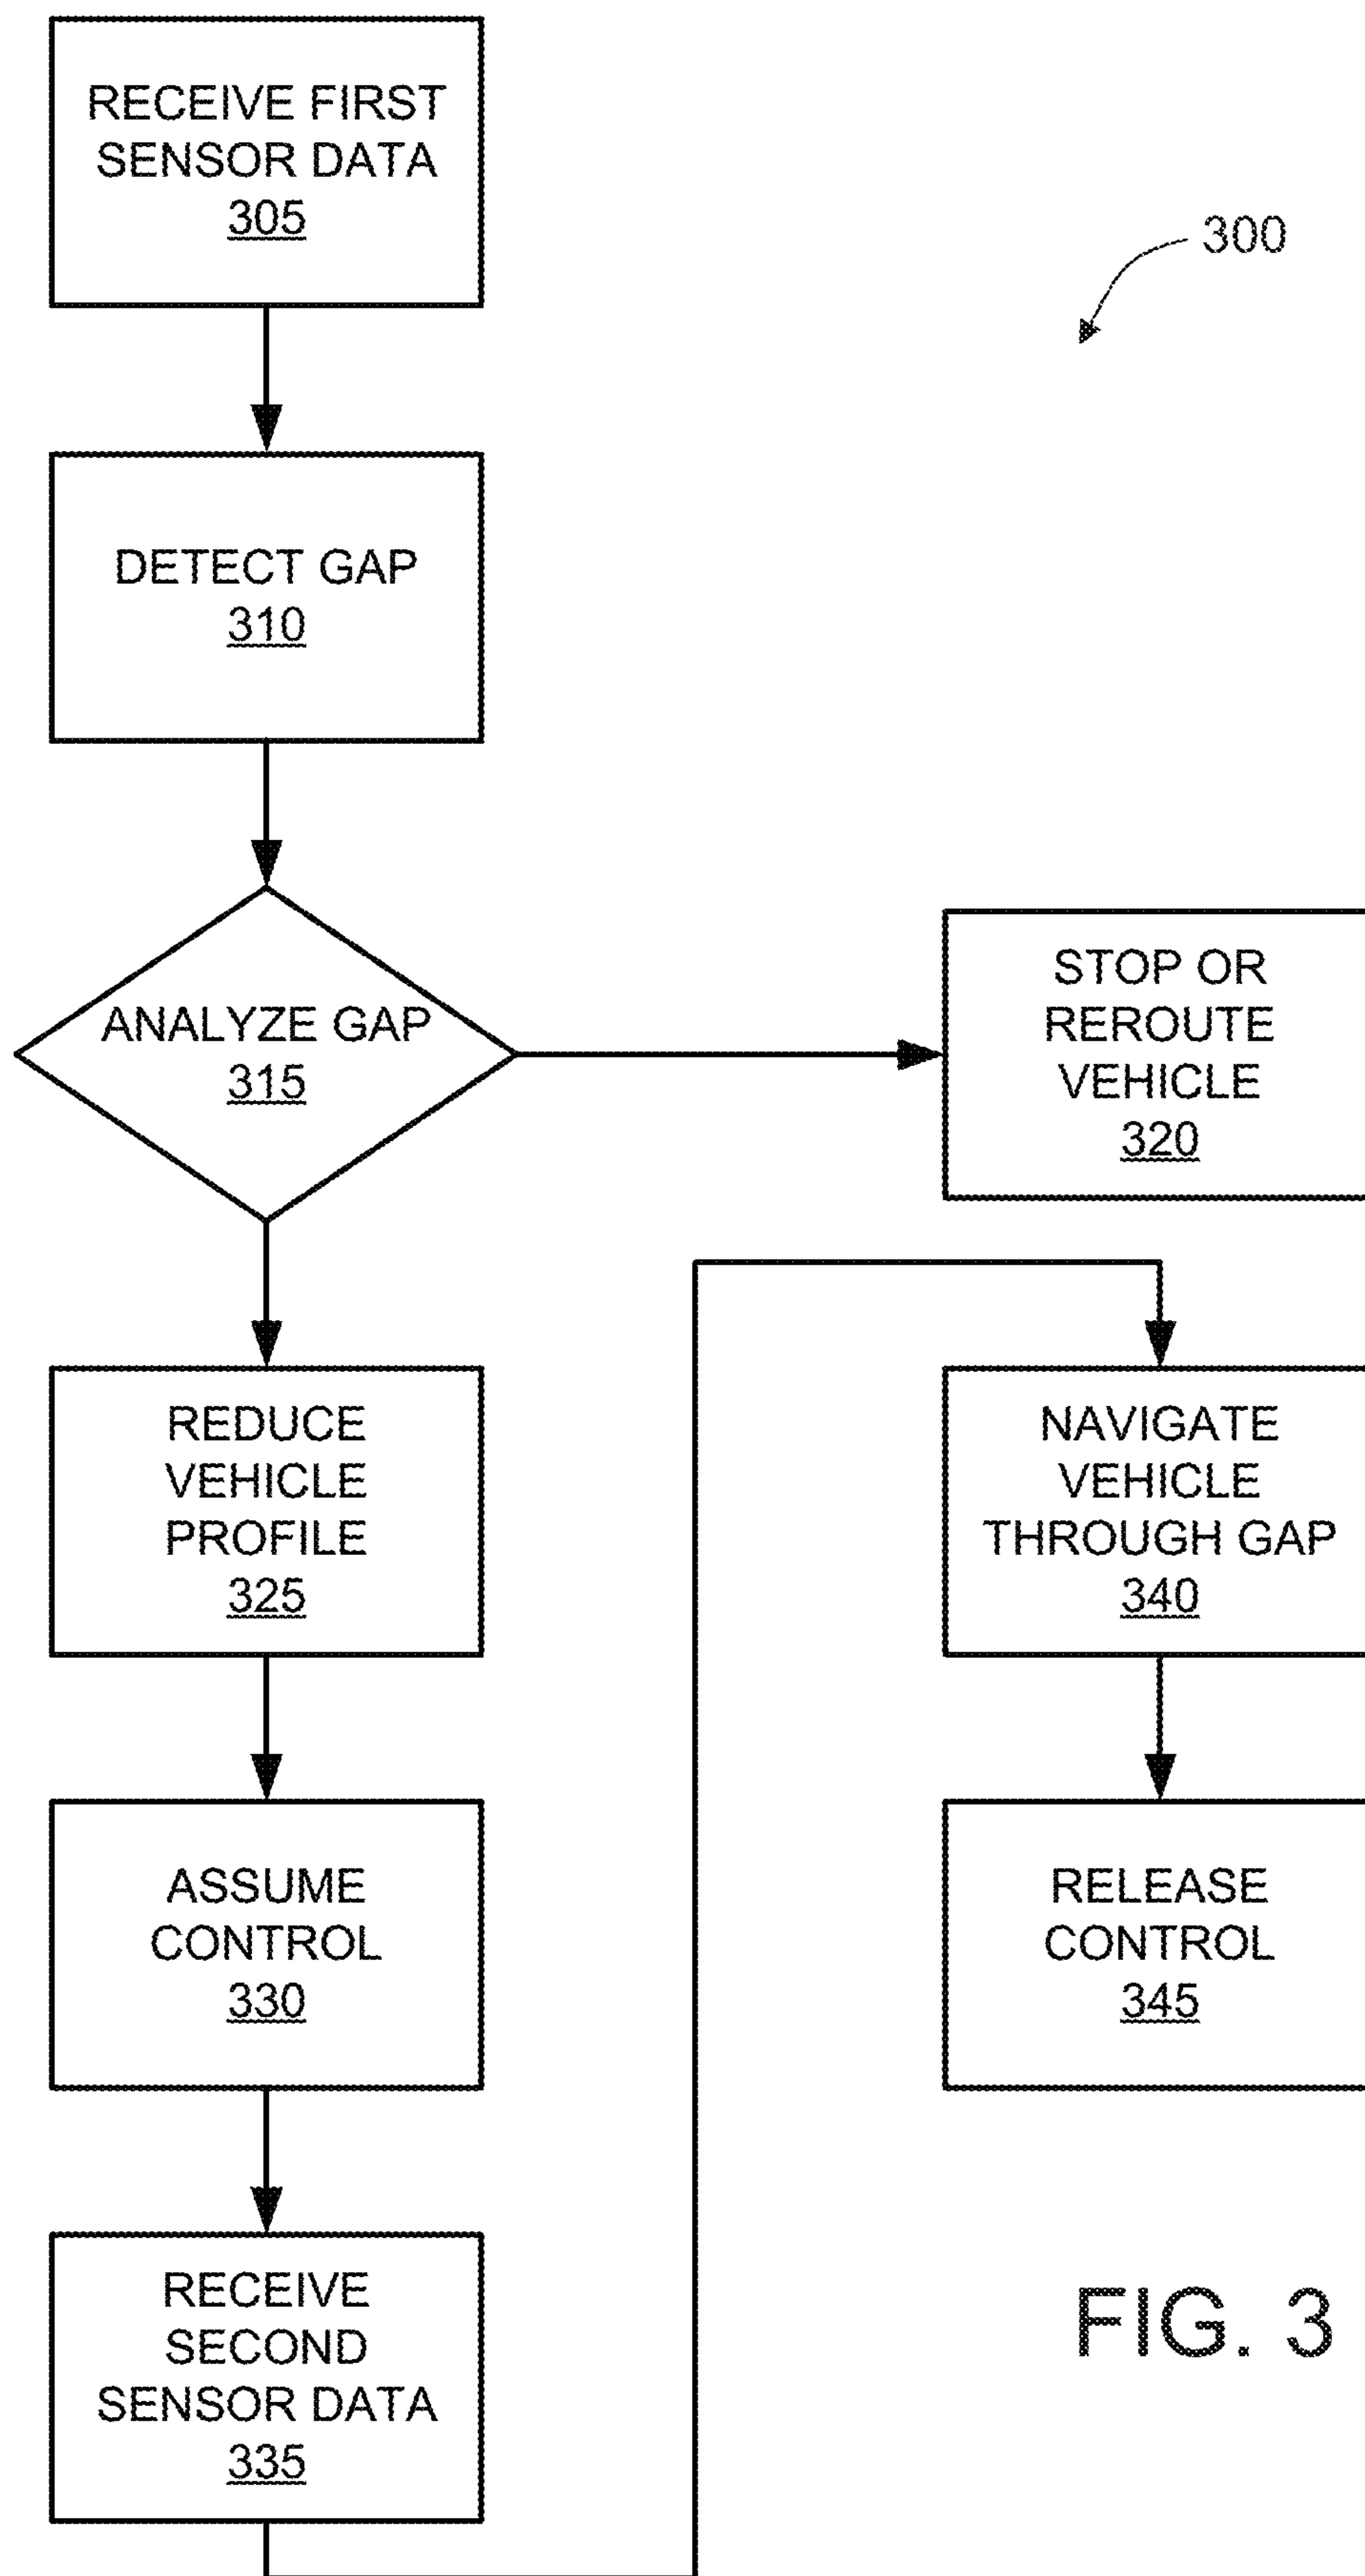 RECEIVE FIRST
SENSOR DATA
305
300
DETECT GAP
310
ANALYZE GAP
315
STOP OR
REROUTE
VEHICLE
320
REDUCE
VEHICLE
PROFILE
325
ASSUME
CONTROL
330
RECEIVE
SECOND
SENSOR DATA
335
NAVIGATE
VEHICLE
THROUGH GAP
340
RELEASE
CONTROL
345
FIG. 3